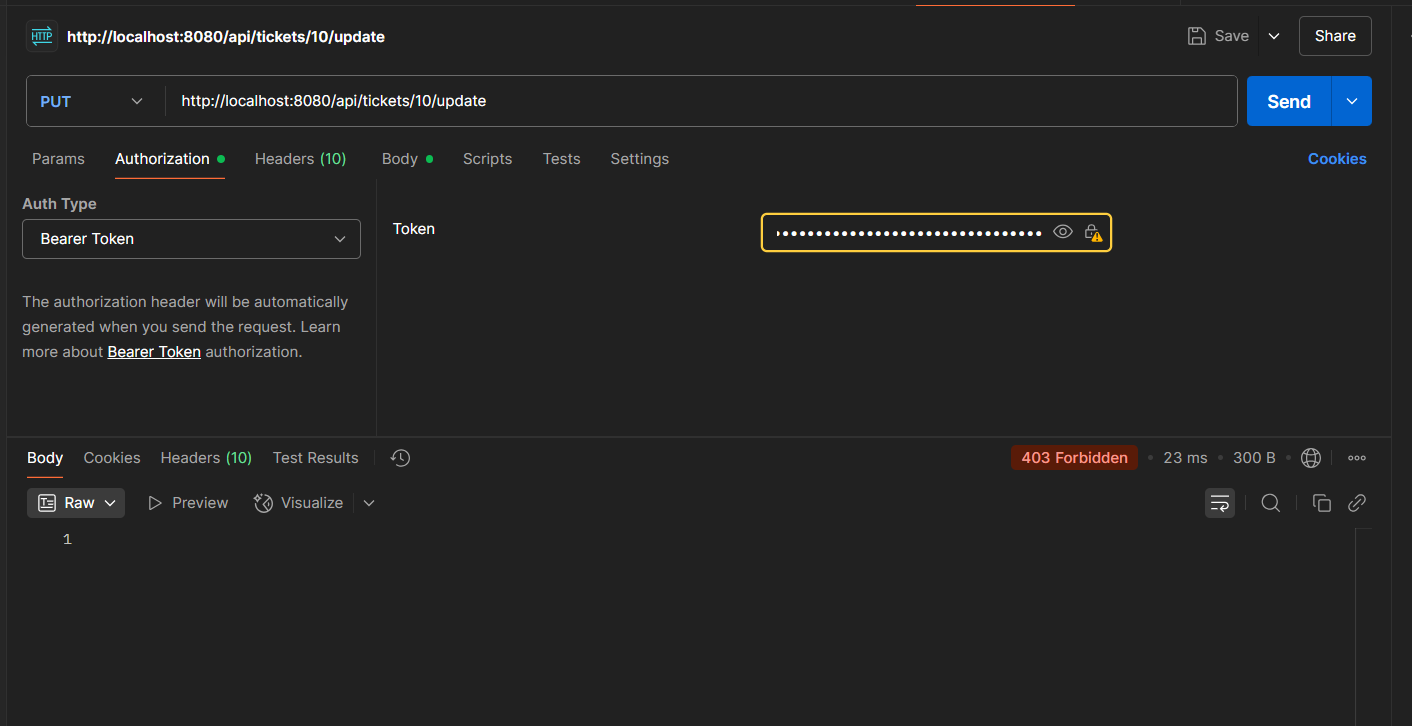 HTTP http://localhost:8080/api/tickets/10/update Save Share
PUT http://localhost:8080/api/tickets/10/update Send
Params Authorization Headers (10) Body Scripts Tests Settings Cookies
Auth Type
Bearer Token
Token
The authorization header will be automatically
generated when you send the request. Learn
more about Bearer Token authorization.
Body Cookies Headers (10) Test Results 403 Forbidden 23 ms 300 B
Raw Preview Visualize
1